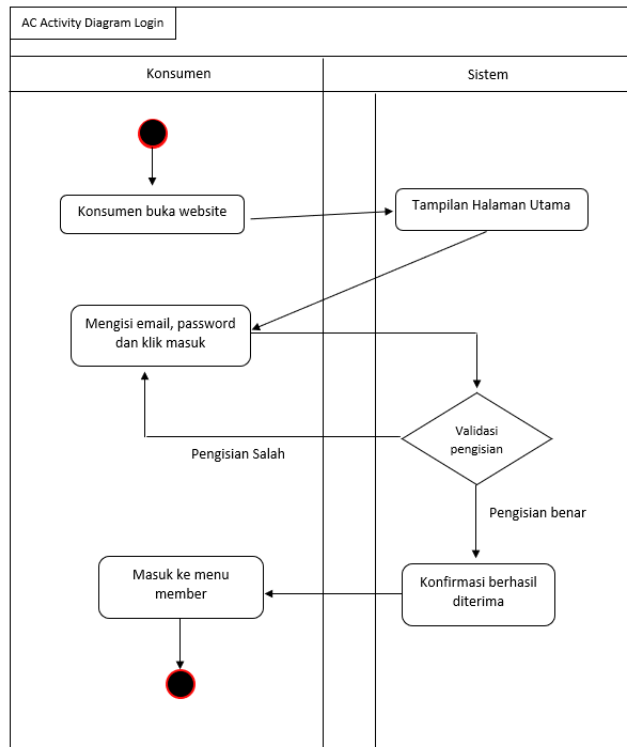 AC Activity Diagram Login
Konsumen
Sistem
Konsumen buka website
Tampilan Halaman Utama
Mengisi email, password
dan klik masuk
Validasi
pengisian
Pengisian Salah
Pengisian benar
Masuk ke menu
member
Konfirmasi berhasil
diterima